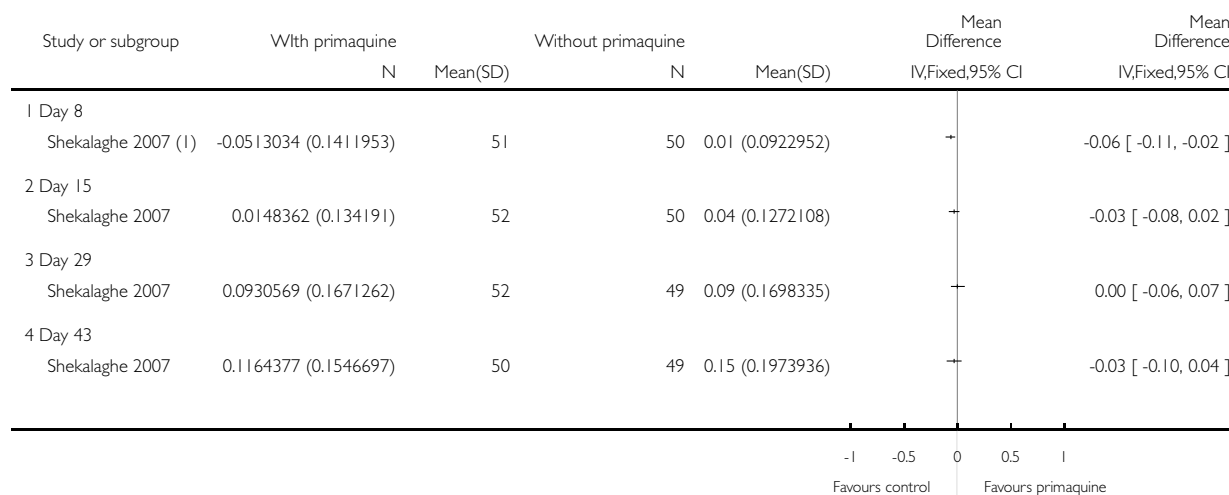 Study or subgroup WIth primaquine Without primaquine Mean Difference Mean Difference
N Mean(SD) N Mean(SD) IV,Fixed,95% CI IV,Fixed,95% CI
1 Day 8
Shekalaghe 2007 (1) -0.0513034 (0.1411953) 51 50 0.01 (0.0922952) -0.06 [ -0.11, -0.02 ]
2 Day 15
Shekalaghe 2007 0.0148362 (0.134191) 52 50 0.04 (0.1272108) -0.03 [ -0.08, 0.02 ]
3 Day 29
Shekalaghe 2007 0.0930569 (0.1671262) 52 49 0.09 (0.1698335) 0.00 [ -0.06, 0.07 ]
4 Day 43
Shekalaghe 2007 0.1164377 (0.1546697) 50 49 0.15 (0.1973936) -0.03 [ -0.10, 0.04 ]
-1 -0.5 0 0.5 1
Favours control Favours primaquine